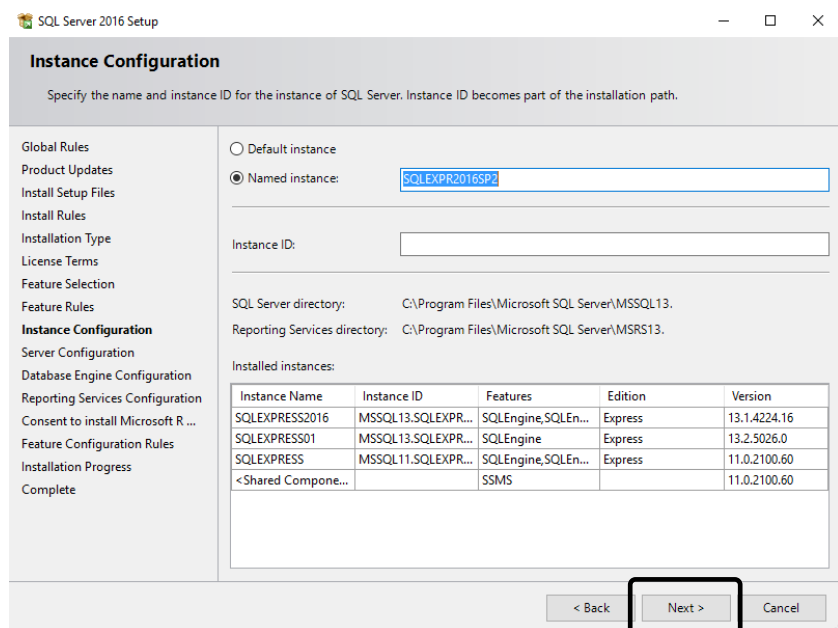 SQL Server 2016 Setup
Instance Configuration
Specify the name and instance ID for the instance of SQL Server. Instance ID becomes part of the installation path.
Global Rules
Product Updates
Install Setup Files
Install Rules
Installation Type
License Terms
Feature Selection
Feature Rules
Instance Configuration
Server Configuration
Database Engine Configuration
Reporting Services Configuration
Consent to install Microsoft R ...
Feature Configuration Rules
Installation Progress
Complete
Default instance
Named instance: SQLEXPR2016SP2
Instance ID:
SQL Server directory: C:\Program Files\Microsoft SQL Server\MSSQL13.
Reporting Services directory: C:\Program Files\Microsoft SQL Server\MSRS13.
Installed instances:
Instance Name Instance ID Features Edition Version
SQLEXPRESS2016 MSSQL13.SQLEXPR... SQLEngine,SQLEn... Express 13.1.4224.16
SQLEXPRESS01 MSSQL13.SQLEXPR... SQLEngine Express 13.2.5026.0
SQLEXPRESS MSSQL11.SQLEXPR... SQLEngine,SQLEn... Express 11.0.2100.60
<Shared Compone... SSMS 11.0.2100.60
< Back Next > Cancel